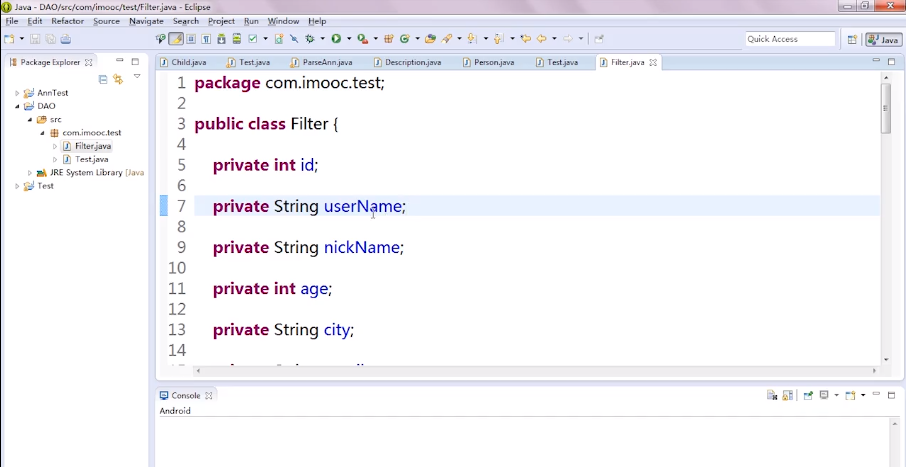 Java - DAO/src/com/imooc/test/Filter.java - Eclipse
File Edit Refactor Source Navigate Search Project Run Window Help
Quick Access
Java
Package Explorer
AnnTest
DAO
src
com.imooc.test
Filter.java
Test.java
JRE System Library [Java
Test
Child.java Test.java ParseAnn.java Description.java Person.java Test.java Filter.java
1 package com.imooc.test;
2
3 public class Filter {
4
5 private int id;
6
7 private String userName;
8
9 private String nickName;
10
11 private int age;
12
13 private String city;
14
Console
Android